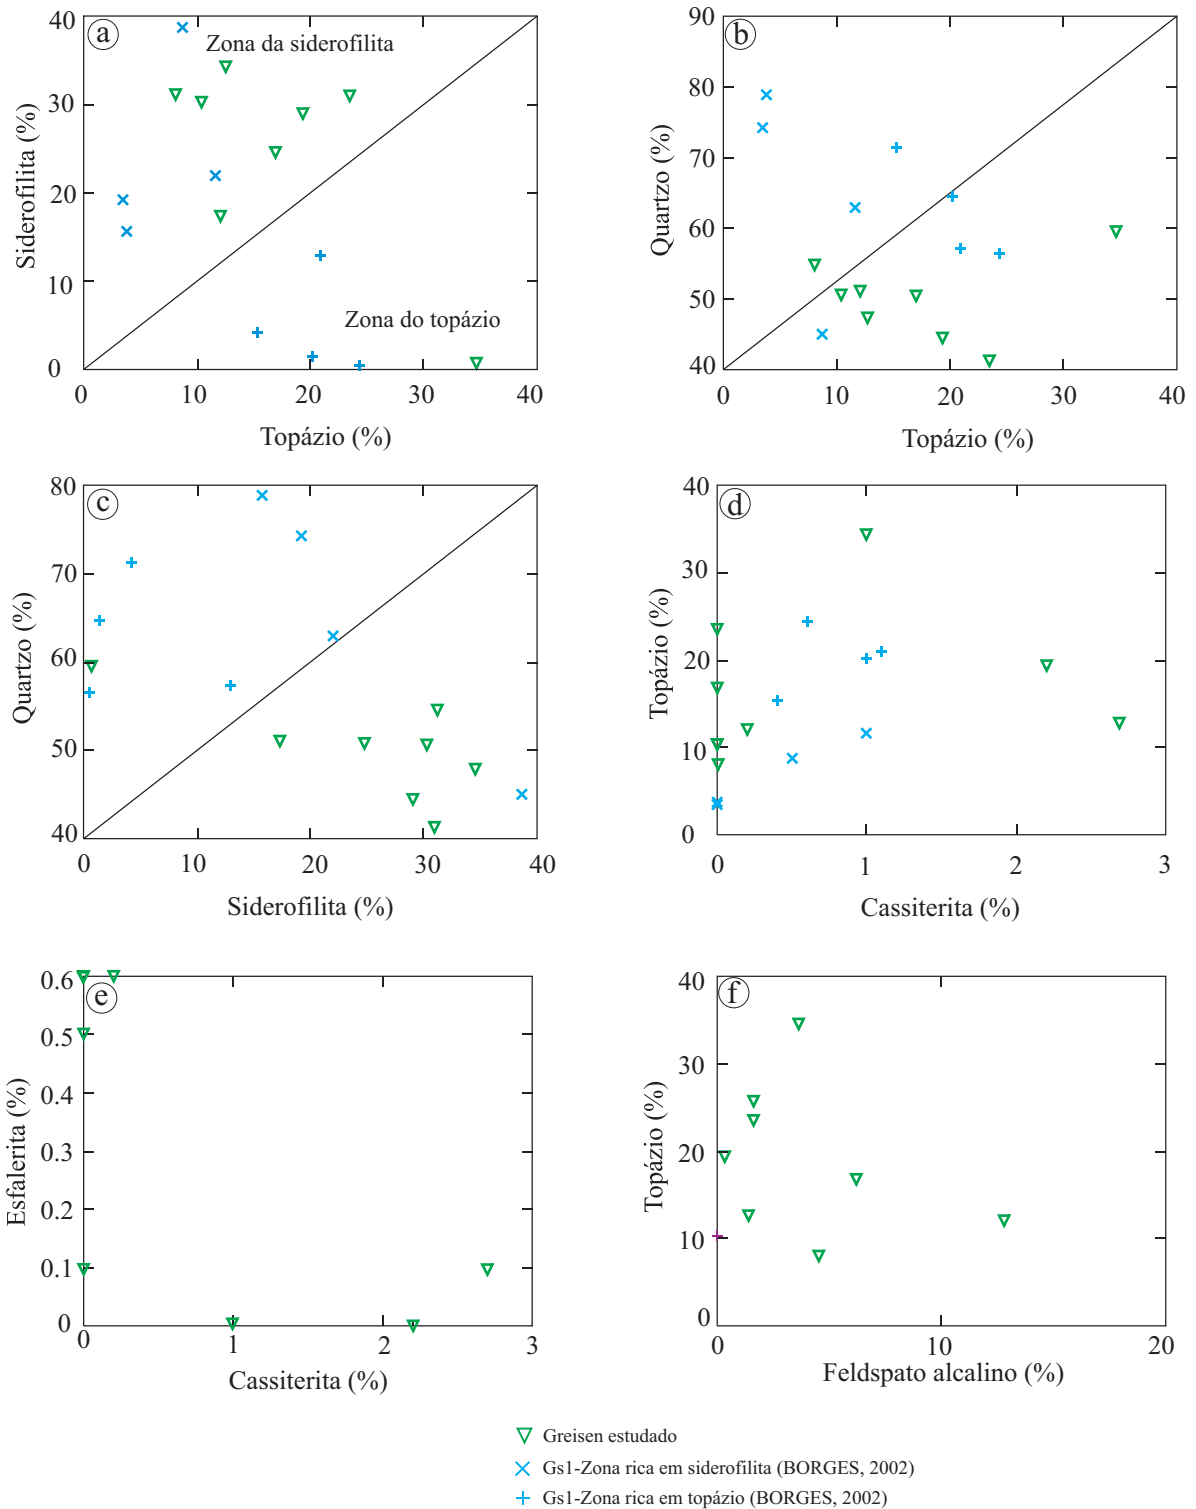 a
Zona da siderofilita
Zona do topázio
Siderofilita (%)
40
30
20
10
0
0
10
20
30
40
Topázio (%)
b
Quartzo (%)
90
80
70
60
50
40
0
10
20
30
40
Topázio (%)
c
Quartzo (%)
80
70
60
50
40
0
10
20
30
40
Siderofilita (%)
d
Topázio (%)
40
30
20
10
0
0
1
2
3
Cassiterita (%)
e
Esfalerita (%)
0.6
0.5
0.4
0.3
0.2
0.1
0
0
1
2
3
Cassiterita (%)
f
Topázio (%)
40
30
20
10
0
0
10
20
Feldspato alcalino (%)
Greisen estudado
Gs1-Zona rica em siderofilita (BORGES, 2002)
Gs1-Zona rica em topázio (BORGES, 2002)